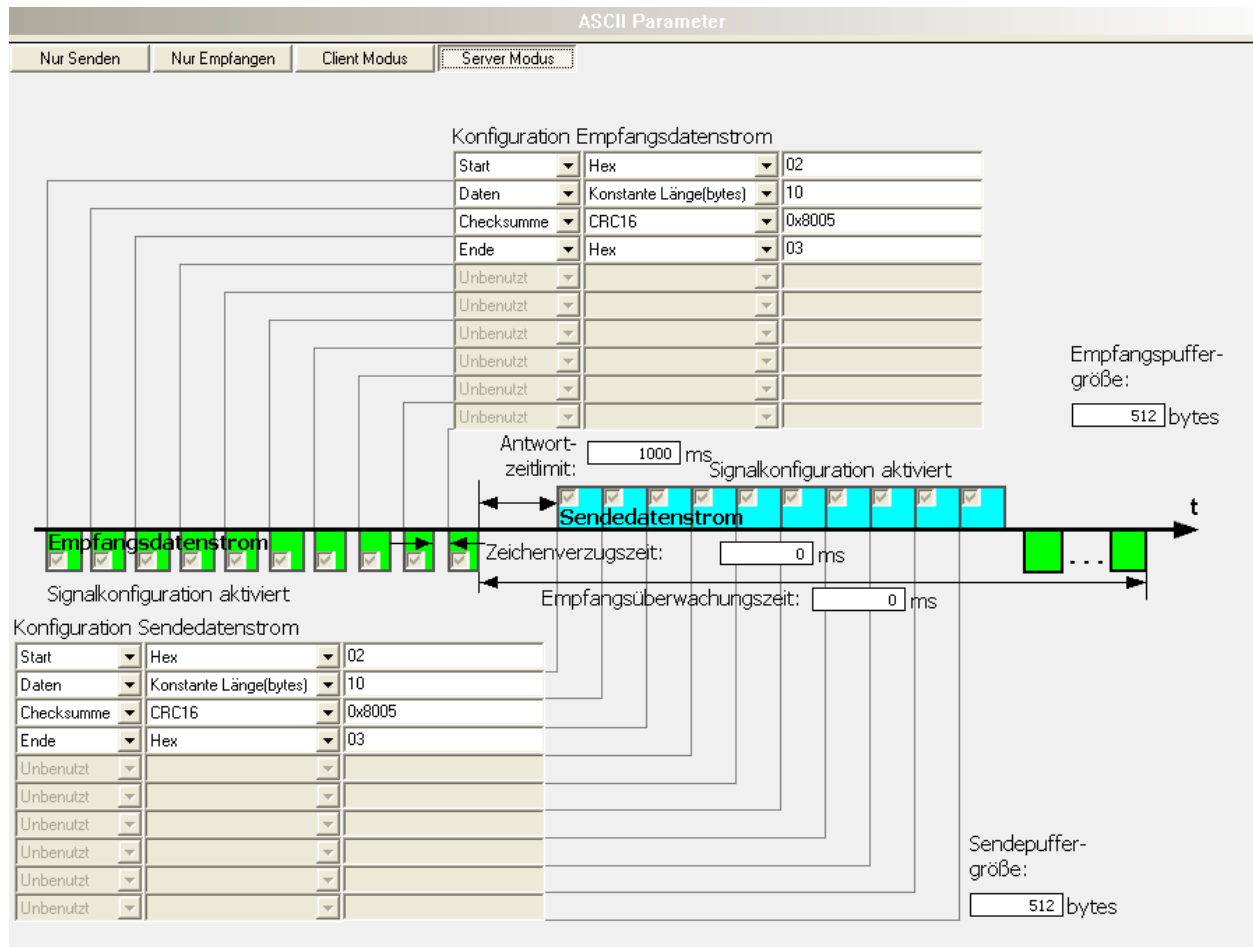 ASCII Parameter
Nur Senden Nur Empfangen Client Modus Server Modus
Konfiguration Empfangsdatenstrom
Start Hex 02
Daten Konstante Länge(bytes) 10
Checksumme CRC16 0x8005
Ende Hex 03
Unbenutzt
Unbenutzt
Unbenutzt
Unbenutzt
Unbenutzt
Unbenutzt
Empfangspuffer-
größe:
512 bytes
Antwort-
zeitlimit: 1000 ms
Signalkonfiguration aktiviert
Sendedatenstrom
t
Empfangsdatenstrom
Zeichenverzugszeit: 0 ms
...
Signalkonfiguration aktiviert
Empfangsüberwachungszeit: 0 ms
Konfiguration Sendedatenstrom
Start Hex 02
Daten Konstante Länge(bytes) 10
Checksumme CRC16 0x8005
Ende Hex 03
Unbenutzt
Unbenutzt
Unbenutzt
Unbenutzt
Unbenutzt
Unbenutzt
Sendepuffer-
größe:
512 bytes